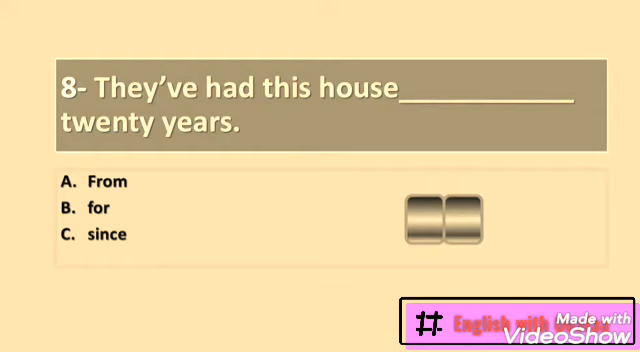 8- They've had this house___________
twenty years.
A. From
B. for
C. since
# English with
Made with
VideoShow